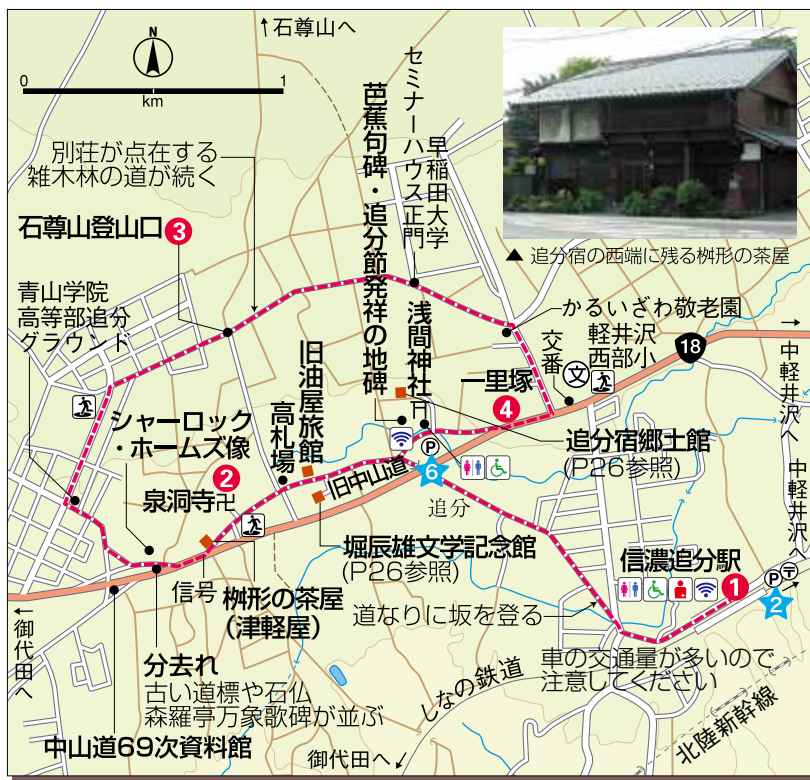 ↑石尊山へ
N
0 1
km
別荘が点在する
雑木林の道が続く
石尊山登山口 3
青山学院
高等部追分
グラウンド
芭蕉句碑・追分節発祥の地碑
早稲田大学
セミナーハウス正門
▲ 追分宿の西端に残る桝形の茶屋
かるいざわ敬老園
交番
文
軽井沢
西部小
18
中軽井沢へ
中軽井沢へ
浅間神社
一里塚
4
旧油屋旅館
高札場
シャーロック
・ホームズ像
2
泉洞寺卍
P
6
旧中山道
追分
追分宿郷土館
(P26参照)
堀辰雄文学記念館
(P26参照)
信濃追分駅
1
P
〒
2
信号
桝形の茶屋
(津軽屋)
道なりに坂を登る
←御代田へ
分去れ
古い道標や石仏
森羅亭万象歌碑が並ぶ
車の交通量が多いので
注意してください
しなの鉄道
中山道69次資料館
御代田へ
北陸新幹線